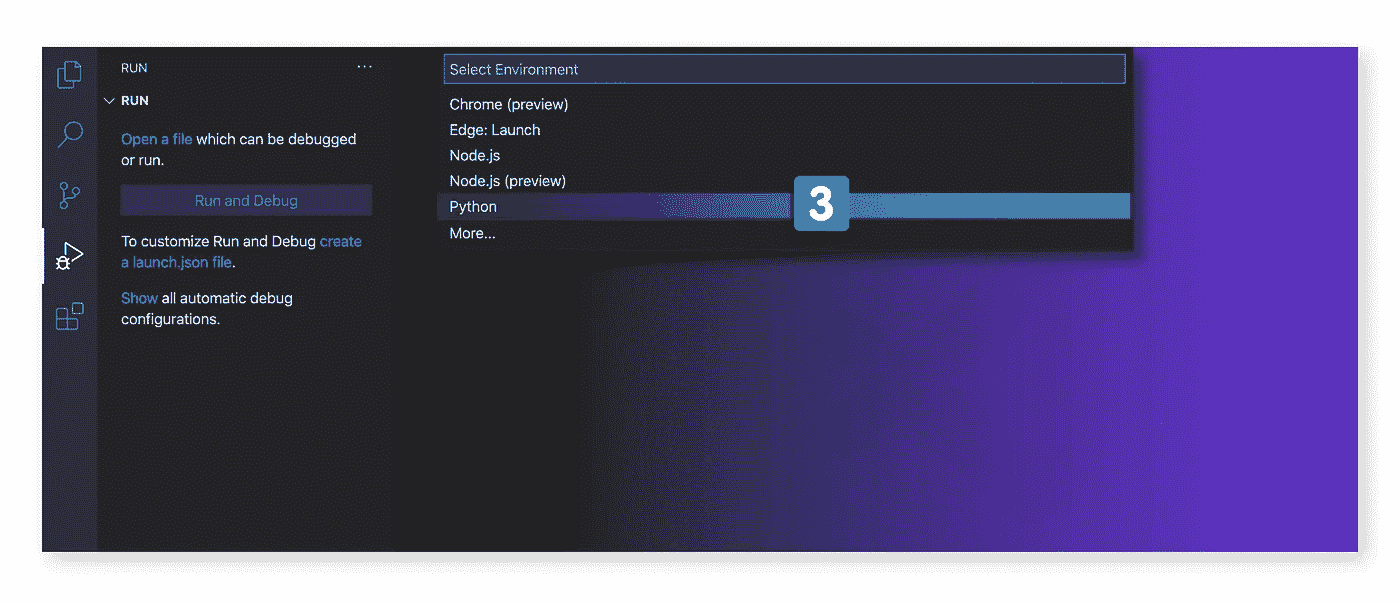 RUN
...
RUN
Open a file which can be debugged
or run.
Run and Debug
To customize Run and Debug create
a launch.json file.
Show all automatic debug
configurations.
Select Environment
Chrome (preview)
Edge: Launch
Node.js
Node.js (preview)
Python
3
More...